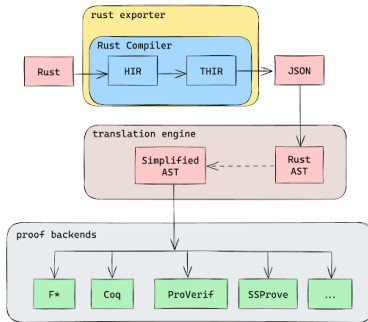 rust exporter
Rust Compiler
Rust
HIR
THIR
JSON
translation engine
Simplified
AST
Rust
AST
proof backends
F*
Coq
ProVerif
SSProve
...